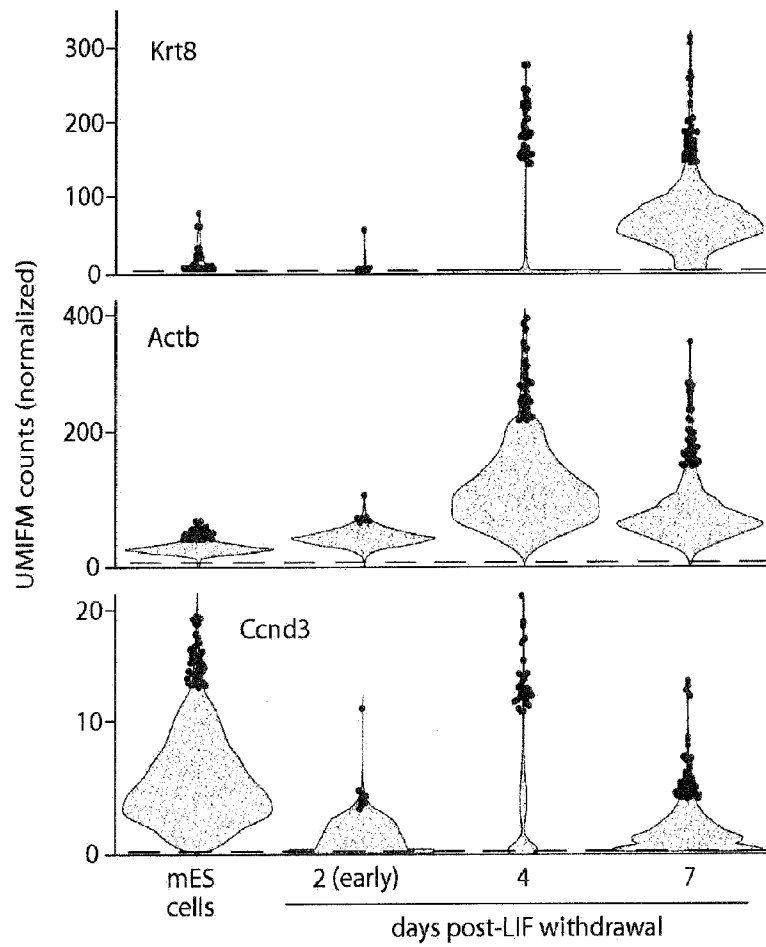 Krt8
300
200
100
0
Actb
400
200
0
UMIFM counts (normalized)
Ccnd3
20
10
0
mES cells
2 (early)
4
7
days post-LIF withdrawal